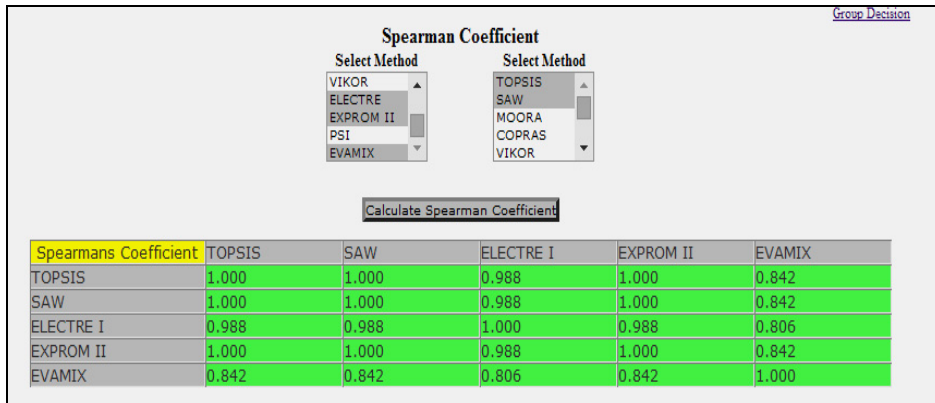 Group Decision
Spearman Coefficient
Select Method Select Method
VIKOR TOPSIS
ELECTRE SAW
EXPROM II MOORA
PSI COPRAS
EVAMIX VIKOR
Calculate Spearman Coefficient
Spearmans Coefficient TOPSIS SAW ELECTRE I EXPROM II EVAMIX
TOPSIS 1.000 1.000 0.988 1.000 0.842
SAW 1.000 1.000 0.988 1.000 0.842
ELECTRE I 0.988 0.988 1.000 0.988 0.806
EXPROM II 1.000 1.000 0.988 1.000 0.842
EVAMIX 0.842 0.842 0.806 0.842 1.000